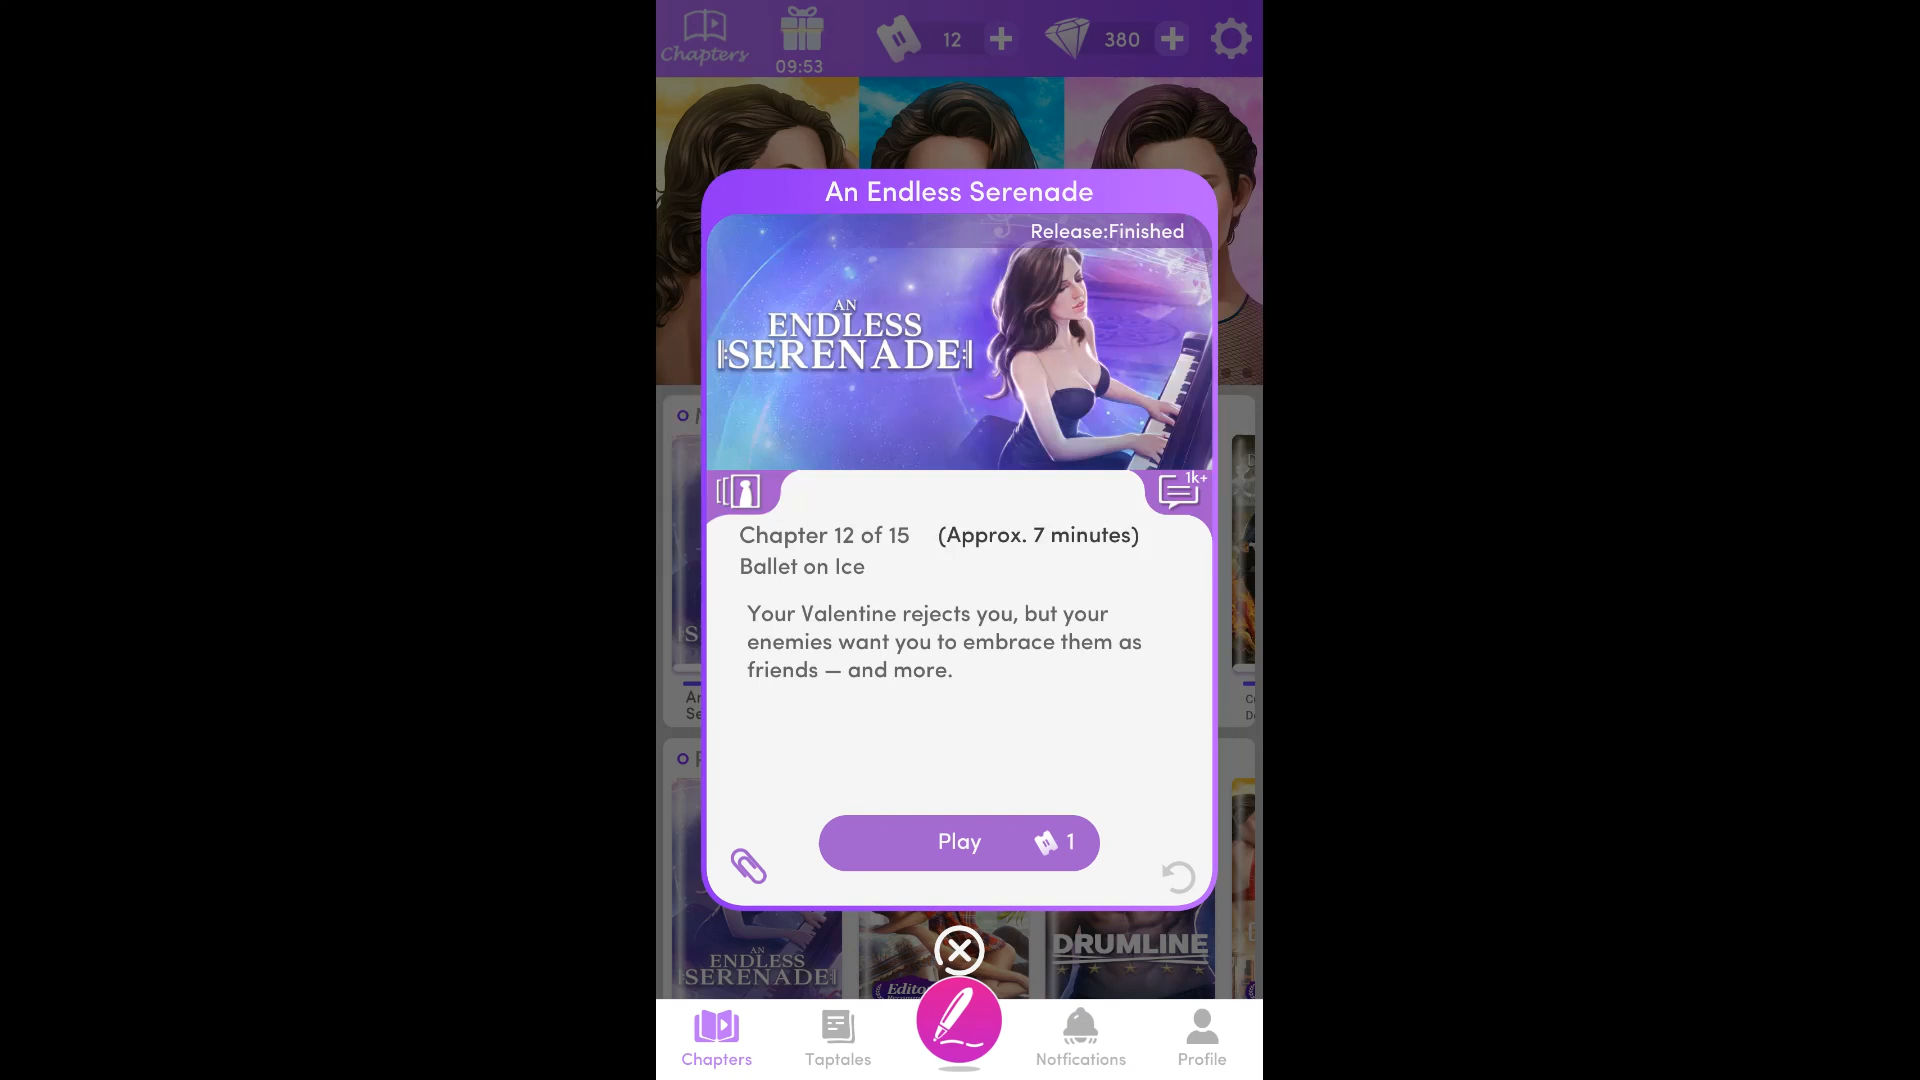 Chapters
09:53
12
380
An Endless Serenade
Release:Finished
AN
ENDLESS
SERENADE
1k+
Chapter 12 of 15 (Approx. 7 minutes)
Ballet on Ice
Your Valentine rejects you, but your
enemies want you to embrace them as
friends — and more.
Play 1
AN
ENDLESS
SERENADE
DRUMLINE
Chapters
Taptales
Notfications
Profile